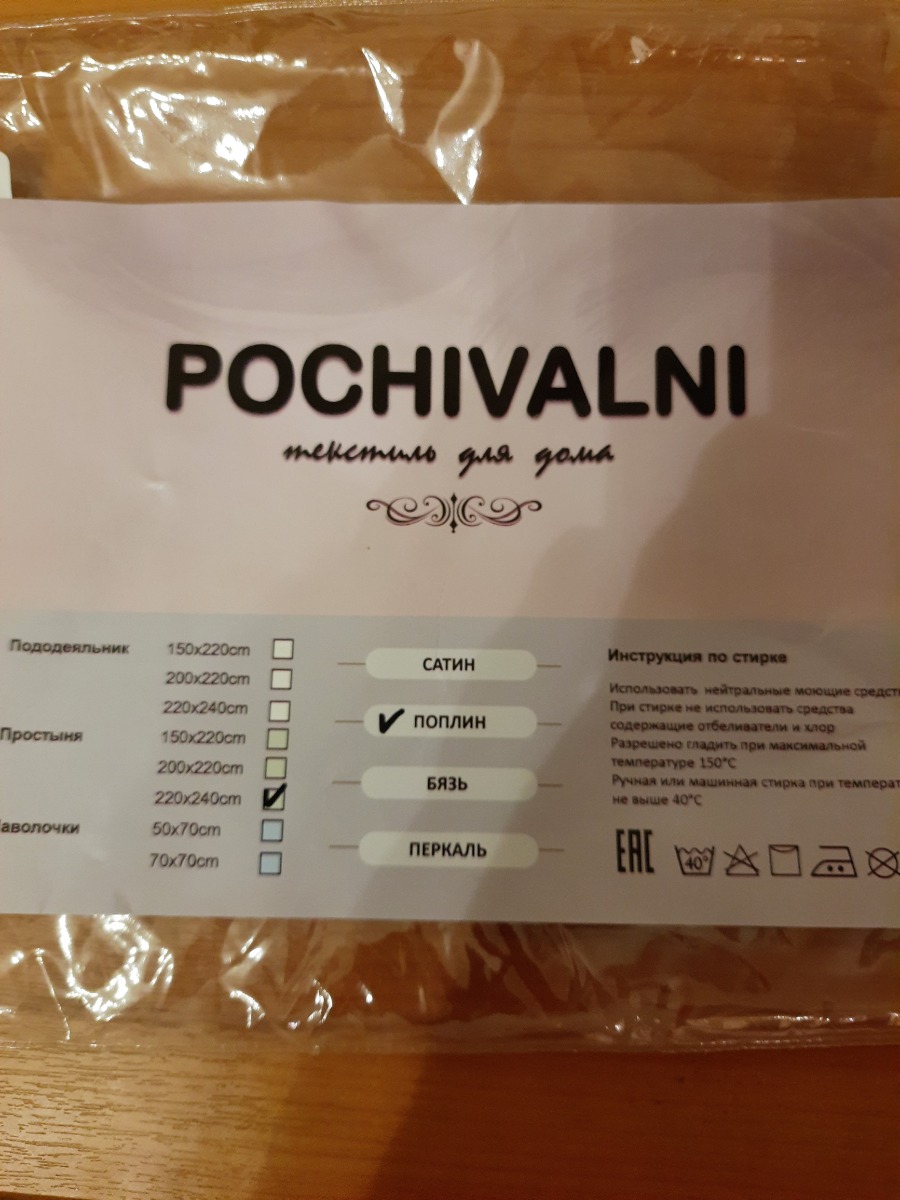 POCHIVALNI
текстиль для дома
Пододеяльник 150x220cm
200x220cm
220x240cm
Простыня 150x220cm
200x220cm
220x240cm
аволочки 50x70cm
70x70cm
САТИН
ПОПЛИН
БЯЗЬ
ПЕРКАЛЬ
Инструкция по стирке
Использовать нейтральные моющие средст
При стирке не использовать средства
содержащие отбеливатели и хлор
Разрешено гладить при максимальной
температуре 150°C
Ручная или машинная стирка при температ
не выше 40°C
EAC 40°